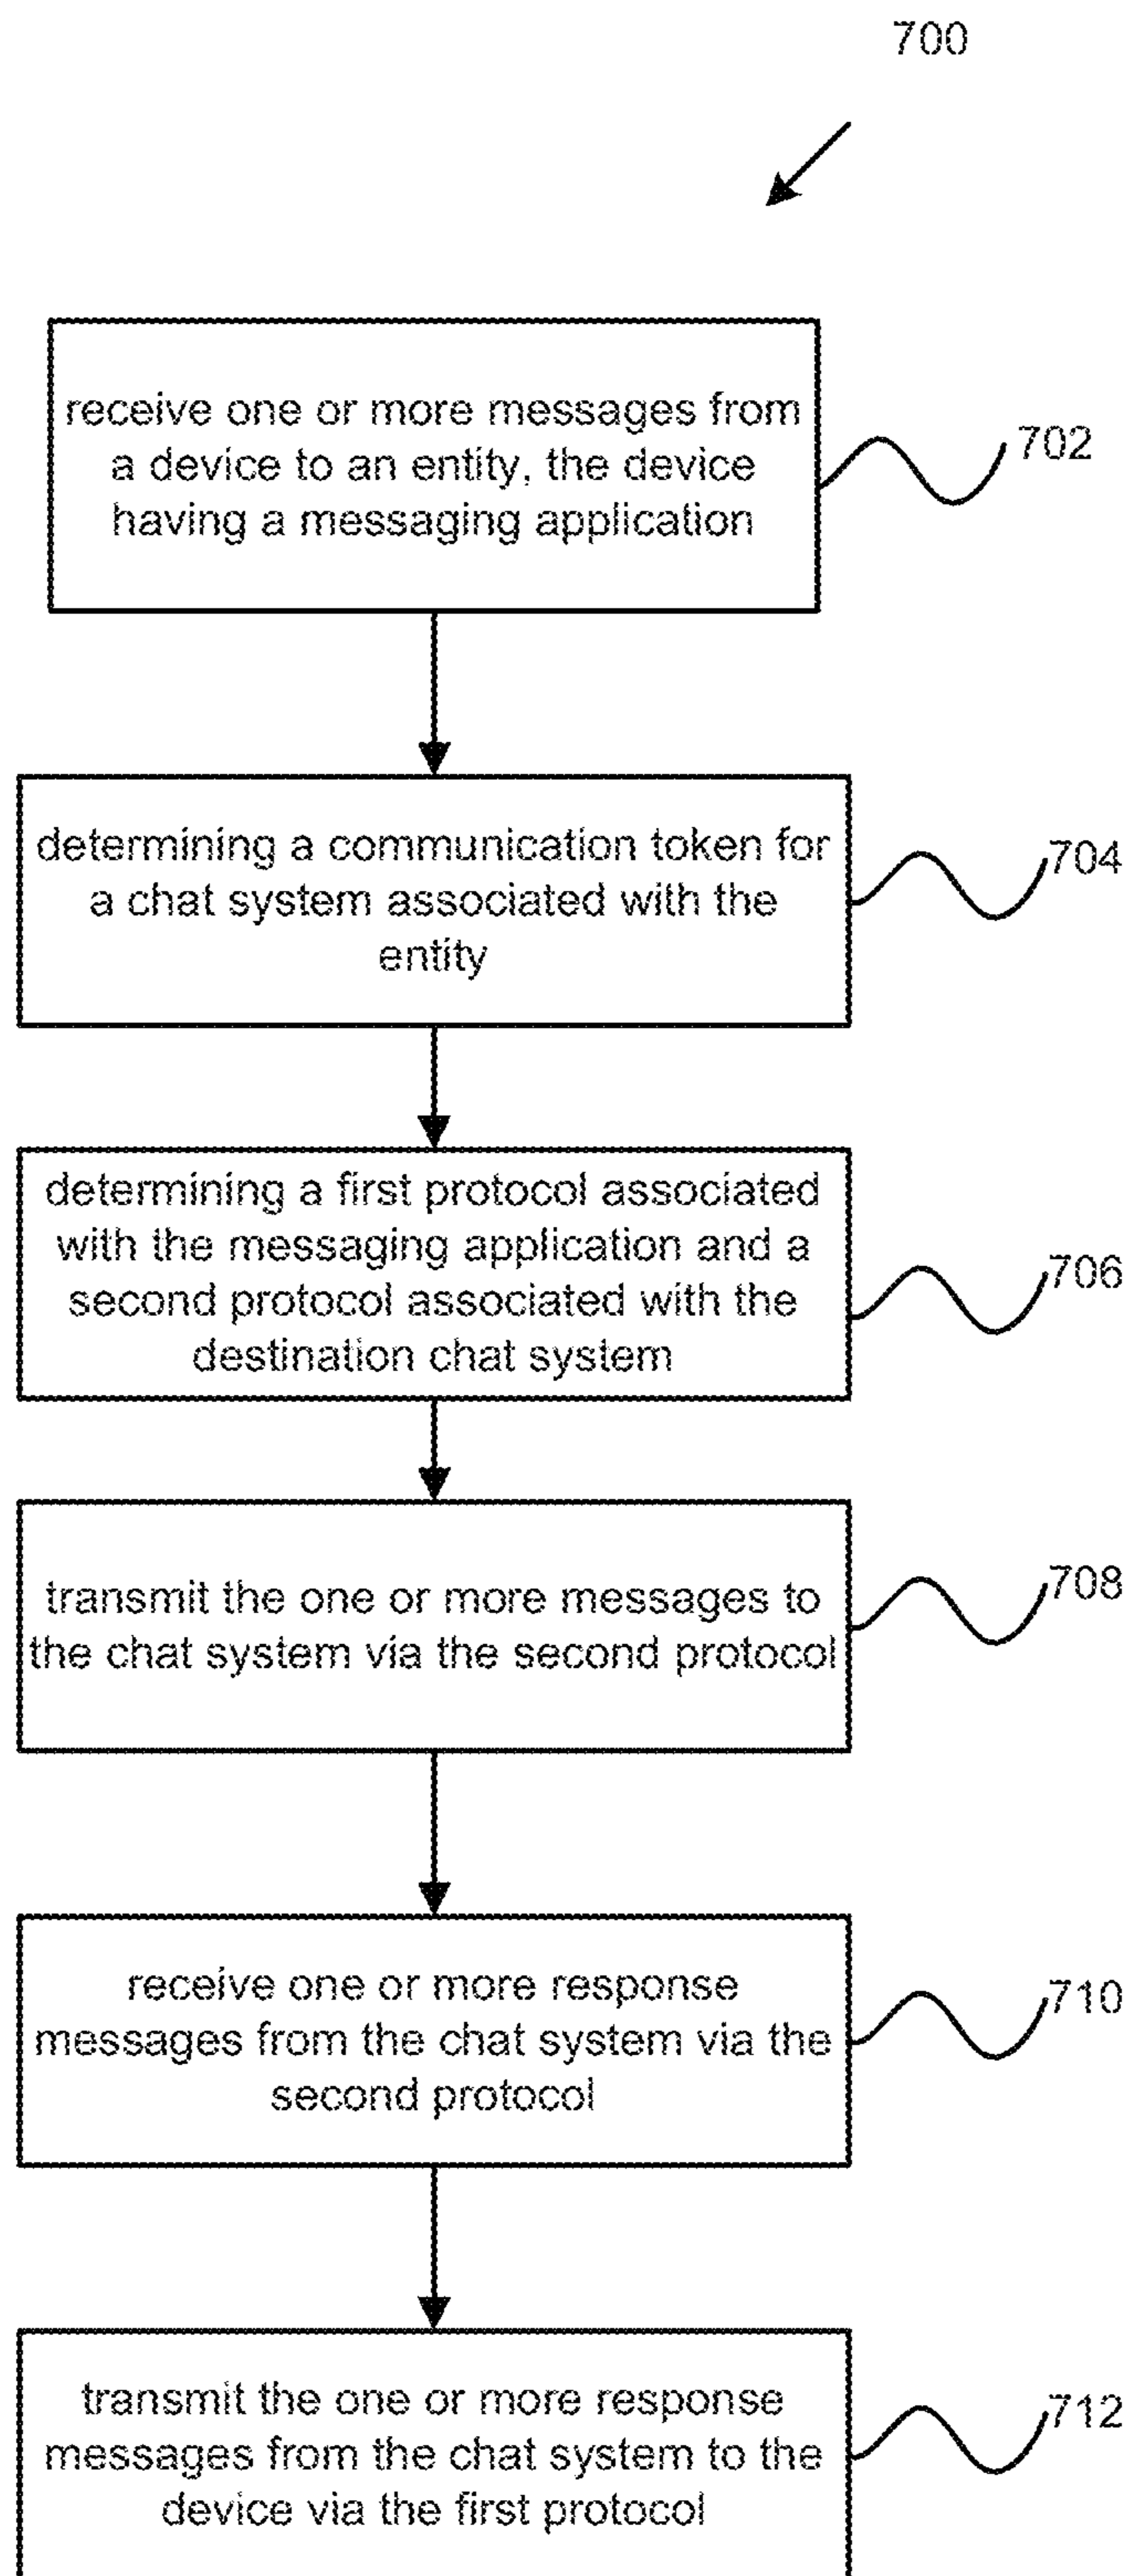 700
receive one or more messages from
a device to an entity, the device
having a messaging application
702
determining a communication token for
a chat system associated with the
entity
704
determining a first protocol associated
with the messaging application and a
second protocol associated with the
destination chat system
706
transmit the one or more messages to
the chat system via the second protocol
708
receive one or more response
messages from the chat system via the
second protocol
710
transmit the one or more response
messages from the chat system to the
device via the first protocol
712